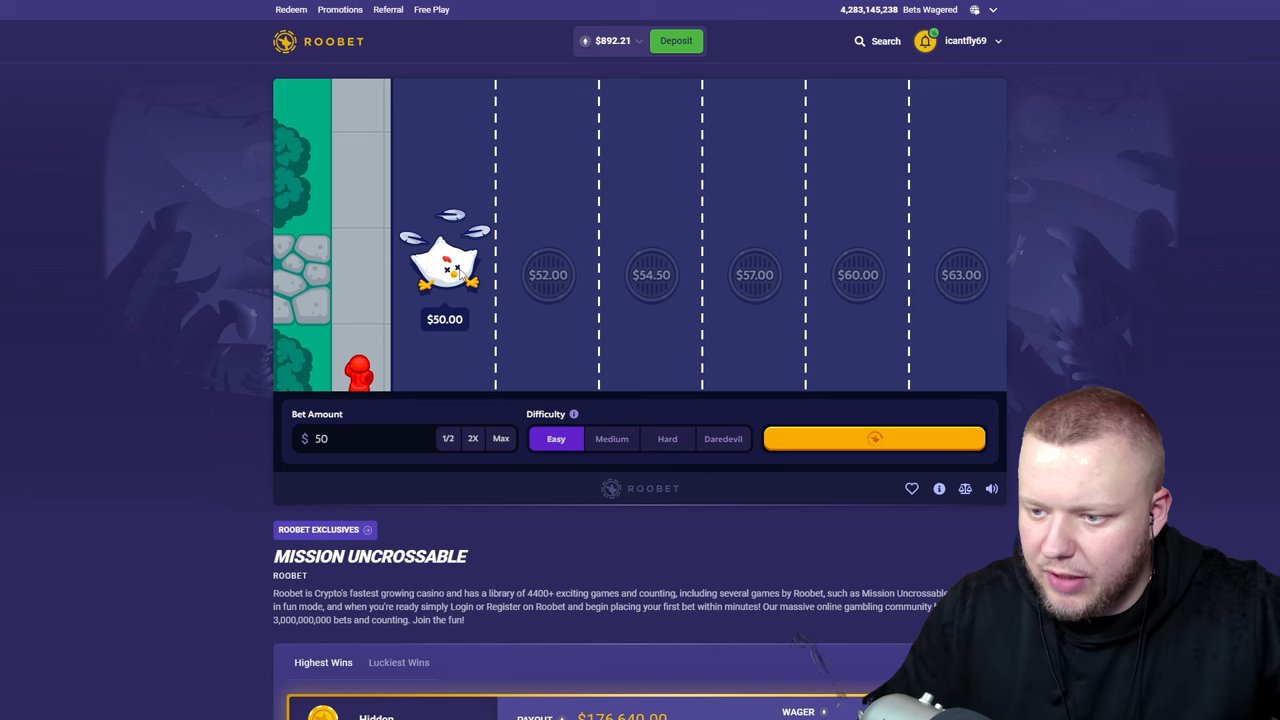 Redeem Promotions Referral Free Play 4,283,145,238 Bets Wagered
ROOBET $892.21 Deposit Search icantfly69
$52.00 $54.50 $57.00 $60.00 $63.00
$50.00
Bet Amount Difficulty
$ 50 1/2 2X Max Easy Medium Hard Daredevil
ROOBET
ROOBET EXCLUSIVES
MISSION UNCROSSABLE
ROOBET
Roobet is Crypto's fastest growing casino and has a library of 4400+ exciting games and counting, including several games by Roobet, such as Mission Uncrossable
in fun mode, and when you're ready simply Login or Register on Roobet and begin placing your first bet within minutes! Our massive online gambling community
3,000,000,000 bets and counting. Join the fun!
Highest Wins Luckiest Wins
Hidden PAYOUT $176,640.00 WAGER